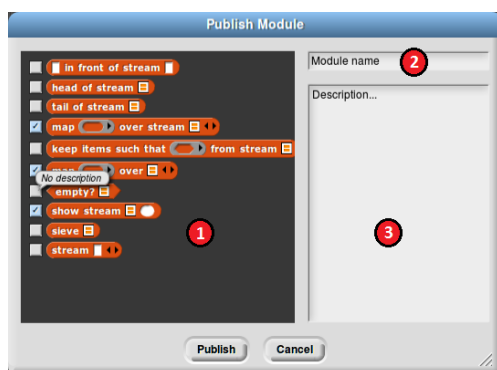 Publish Module
in front of stream
head of stream
tail of stream
map over stream
keep items such that from stream
map over
No description
empty?
show stream
sieve
stream
1
Module name
2
Description...
3
Publish
Cancel